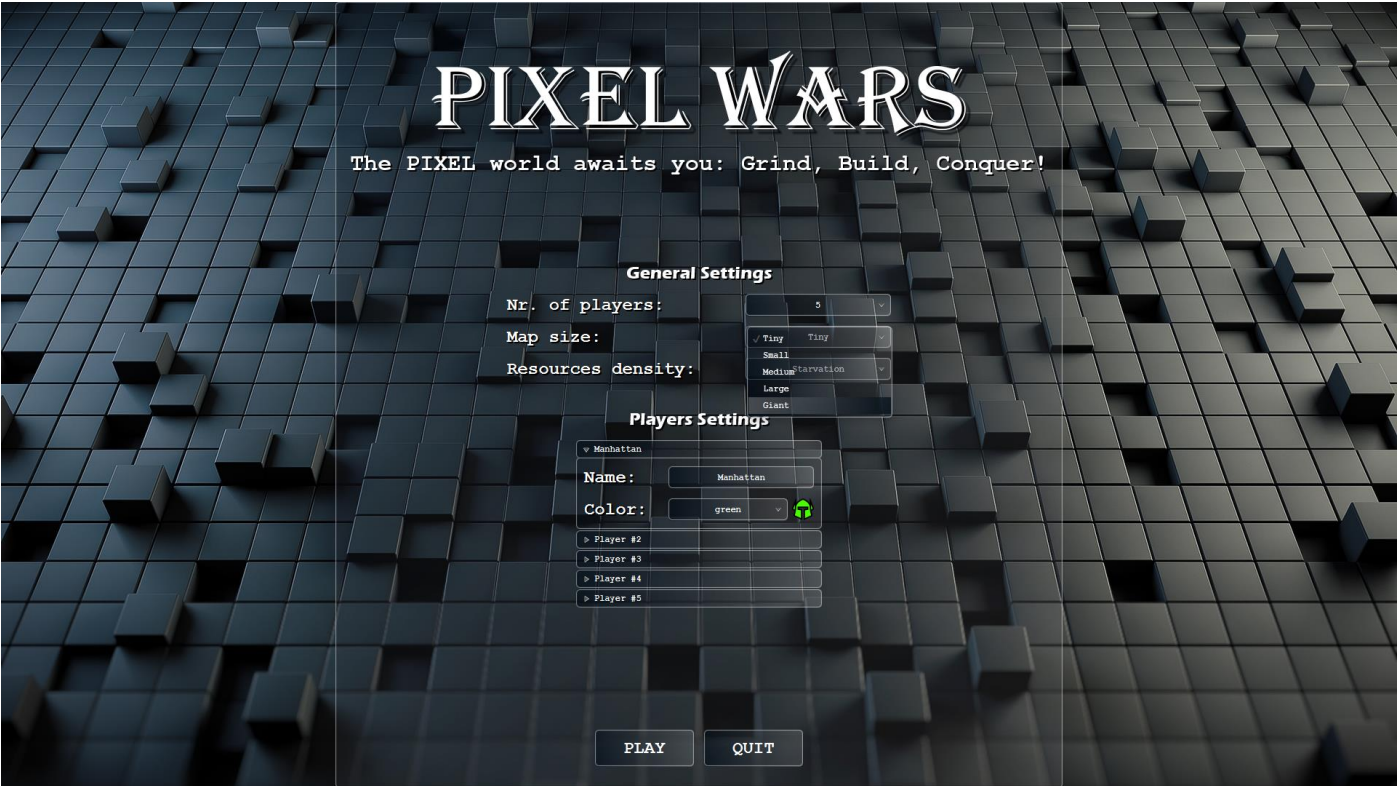 PIXEL WARS
The PIXEL world awaits you: Grind, Build, Conquer!
General Settings
Nr. of players: 5
Map size: Tiny
Tiny
Small
Medium
Large
Giant
Resources density: Starvation
Players Settings
Manhattan
Name: Manhattan
Color: green
Player #2
Player #3
Player #4
Player #5
PLAY QUIT